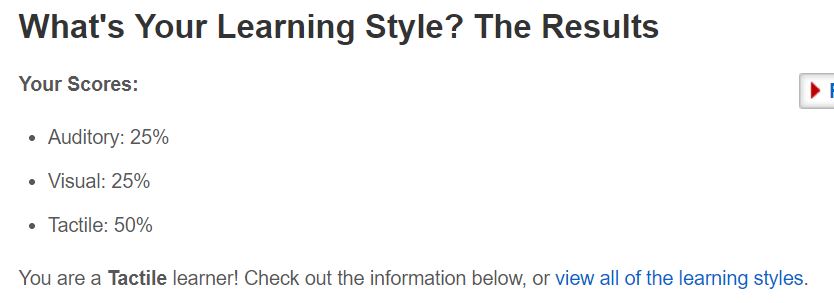 What's Your Learning Style? The Results
Your Scores:
• Auditory: 25%
• Visual: 25%
• Tactile: 50%
You are a Tactile learner! Check out the information below, or view all of the learning styles.